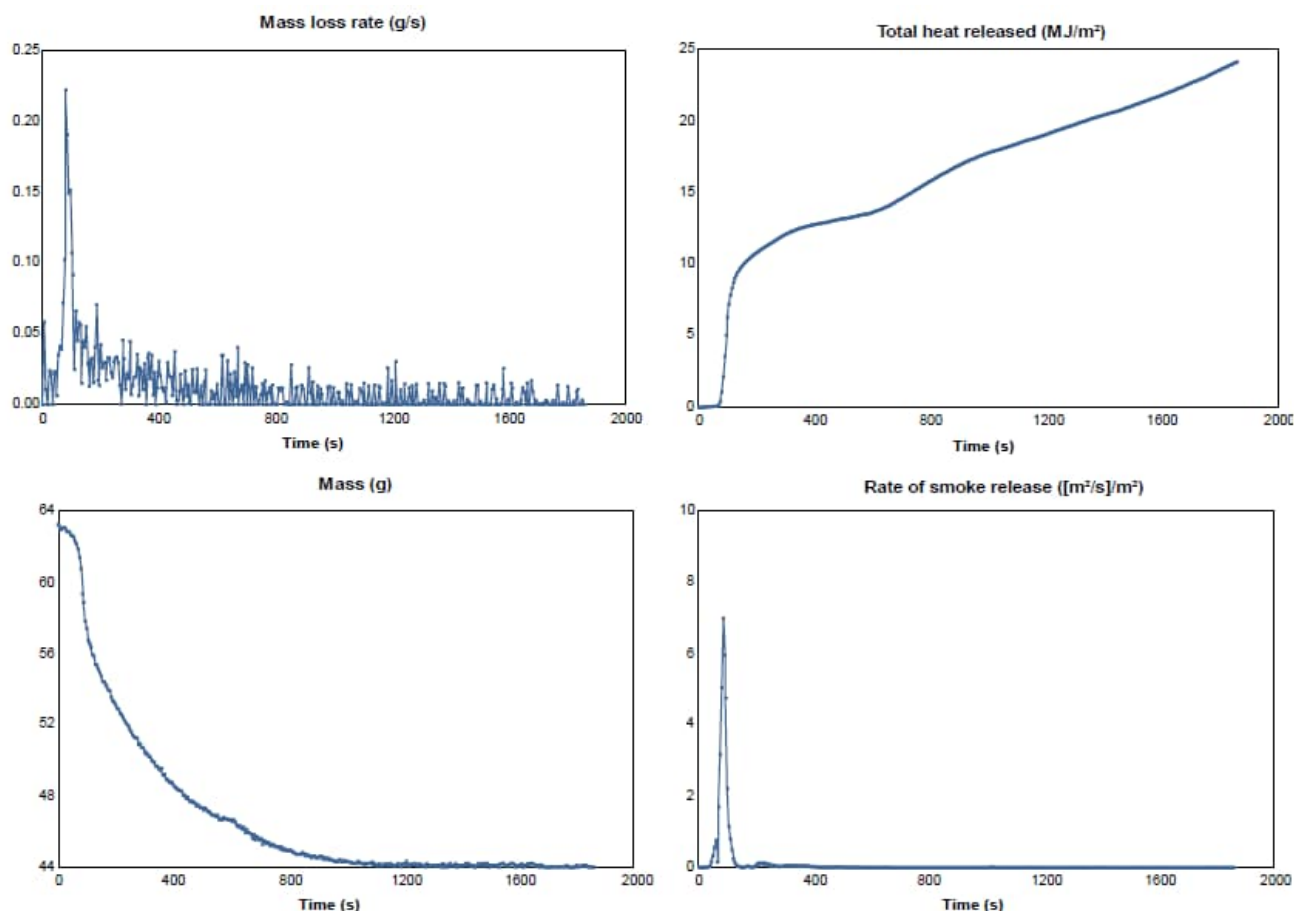 Mass loss rate (g/s)
0.25
0.20
0.15
0.10
0.05
0.00
0 400 800 1200 1600 2000
Time (s)
Total heat released (MJ/m²)
25
20
15
10
5
0
0 400 800 1200 1600 2000
Time (s)
Mass (g)
64
60
56
52
48
44
0 400 800 1200 1600 2000
Time (s)
Rate of smoke release ([m²/s]/m²)
10
8
6
4
2
0
0 400 800 1200 1600 2000
Time (s)